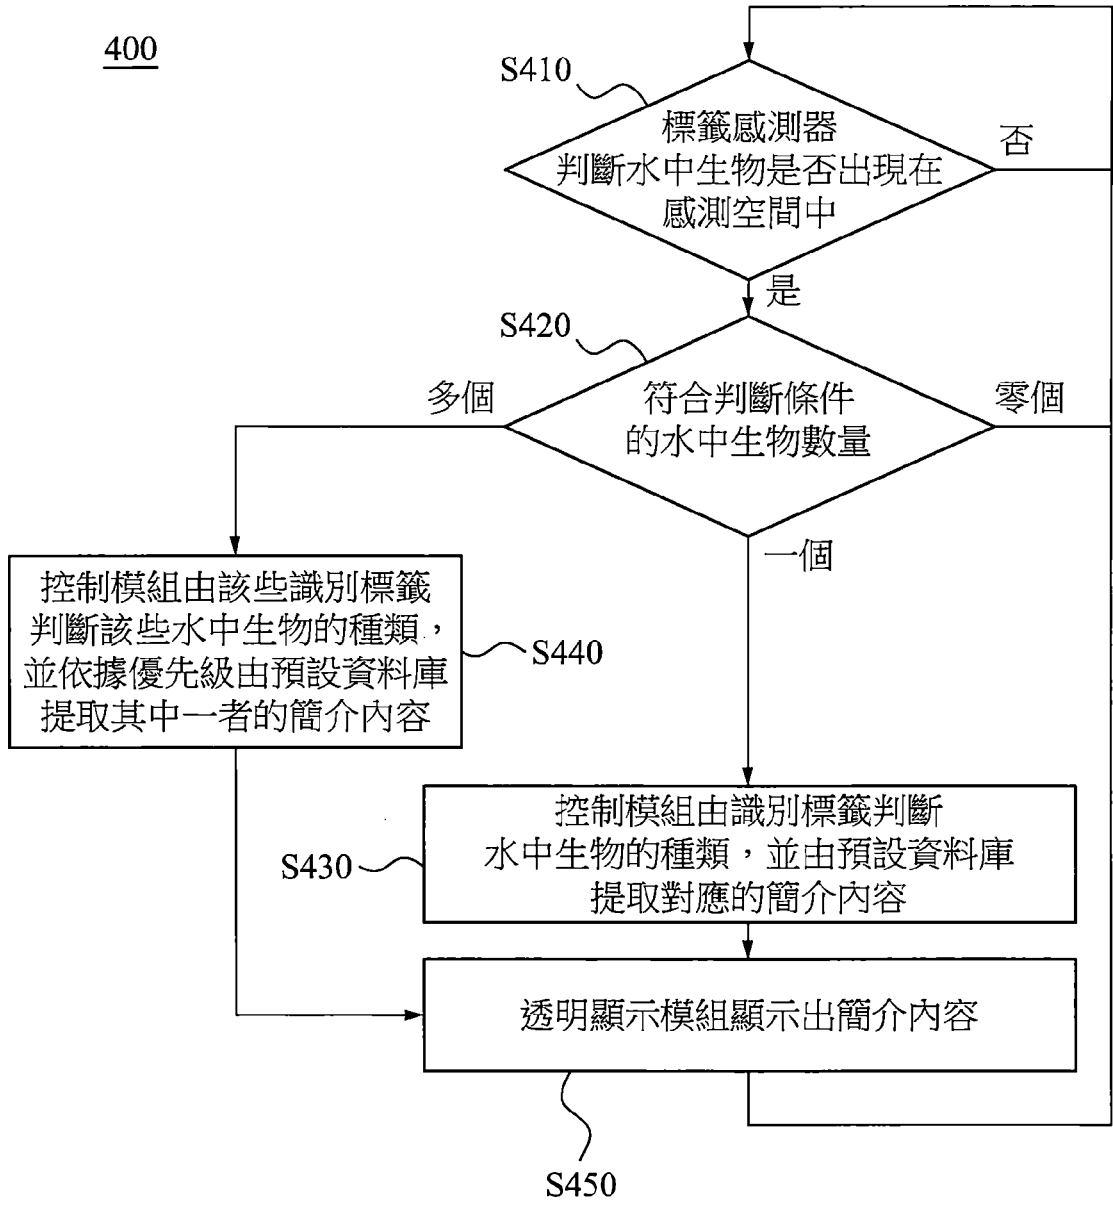 400
S410
標籤感測器
判斷水中生物是否出現在
感測空間中
否
是
S420
多個
符合判斷條件
的水中生物數量
零個
一個
控制模組由該些識別標籤
判斷該些水中生物的種類，
並依據優先級由預設資料庫
提取其中一者的簡介內容
S440
控制模組由識別標籤判斷
水中生物的種類，並由預設資料庫
提取對應的簡介內容
S430
透明顯示模組顯示出簡介內容
S450